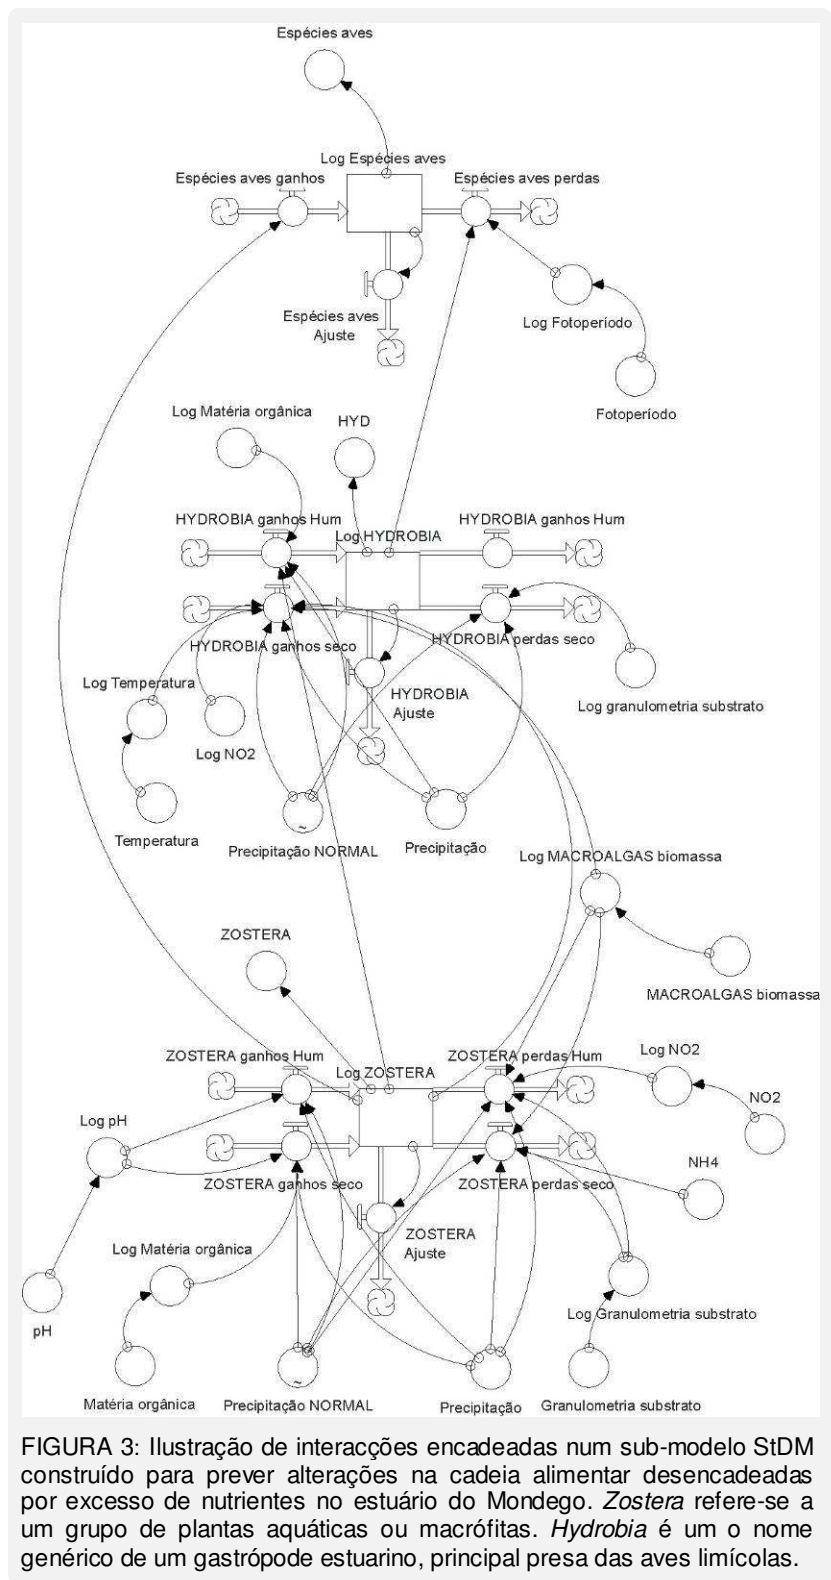 Espécies aves
Log Espécies aves
Espécies aves ganhos
Espécies aves perdas
Espécies aves
Ajuste
Log Fotoperíodo
Fotoperíodo
Log Matéria orgânica
HYD
HYDROBIA ganhos Hum
Log HYDROBIA
HYDROBIA ganhos Hum
HYDROBIA ganhos seco
HYDROBIA perdas seco
Log Temperatura
HYDROBIA
Ajuste
Log granulometria substrato
Log NO2
Temperatura
~
Precipitação NORMAL
Precipitação
Log MACROALGAS biomassa
ZOSTERA
MACROALGAS biomassa
ZOSTERA ganhos Hum
Log ZOSTERA
ZOSTERA perdas Hum
Log NO2
NO2
Log pH
ZOSTERA ganhos seco
ZOSTERA perdas seco
NH4
ZOSTERA
Ajuste
Log Matéria orgânica
pH
Log Granulometria substrato
~
Matéria orgânica
Precipitação NORMAL
Precipitação
Granulometria substrato
FIGURA 3: Ilustração de interacções encadeadas num sub-modelo StDM
construído para prever alterações na cadeia alimentar desencadeadas
por excesso de nutrientes no estuário do Mondego. Zostera refere-se a
um grupo de plantas aquáticas ou macrófitas. Hydrobia é um o nome
genérico de um gastrópode estuarino, principal presa das aves limícolas.